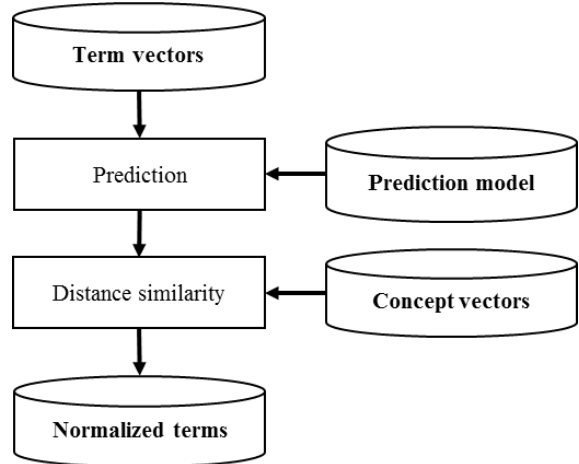 Term vectors
Prediction
Prediction model
Distance similarity
Concept vectors
Normalized terms